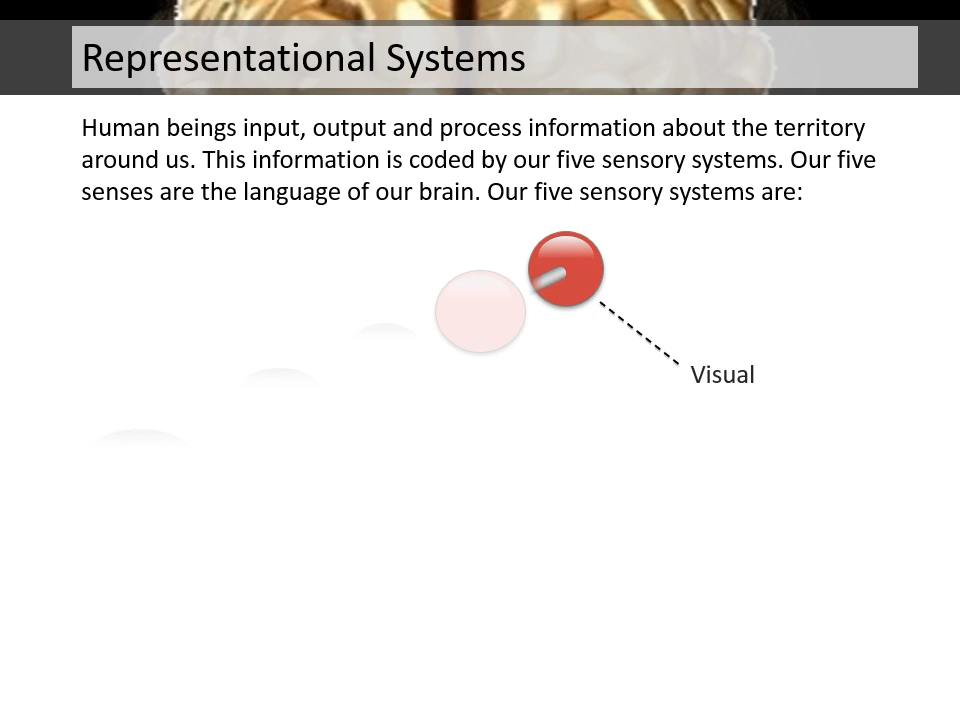 Representational Systems
Human beings input, output and process information about the territory
around us. This information is coded by our five sensory systems. Our five
senses are the language of our brain. Our five sensory systems are:
Visual